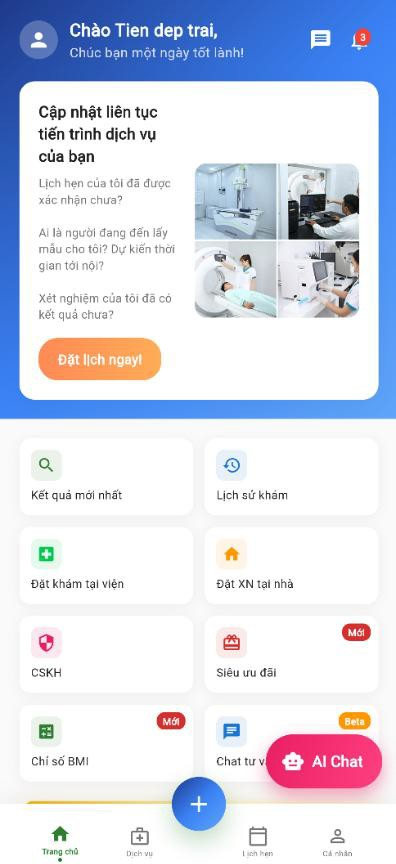 Chào Tien dep trai,
Chúc bạn một ngày tốt lành!
3
Cập nhật liên tục
tiến trình dịch vụ
của bạn
Lịch hẹn của tôi đã được
xác nhận chưa?
Ai là người đang đến lấy
mẫu cho tôi? Dự kiến thời
gian tới nội?
Xét nghiệm của tôi đã có
kết quả chưa?
Đặt lịch ngay!
Kết quả mới nhất
Lịch sử khám
Đặt khám tại viện
Đặt XN tại nhà
CSKH
Mới
Siêu ưu đãi
Mới
Chỉ số BMI
Beta
Chat tư
AI Chat
Trang chủ
Dịch vụ
Lịch hẹn
Cá nhân